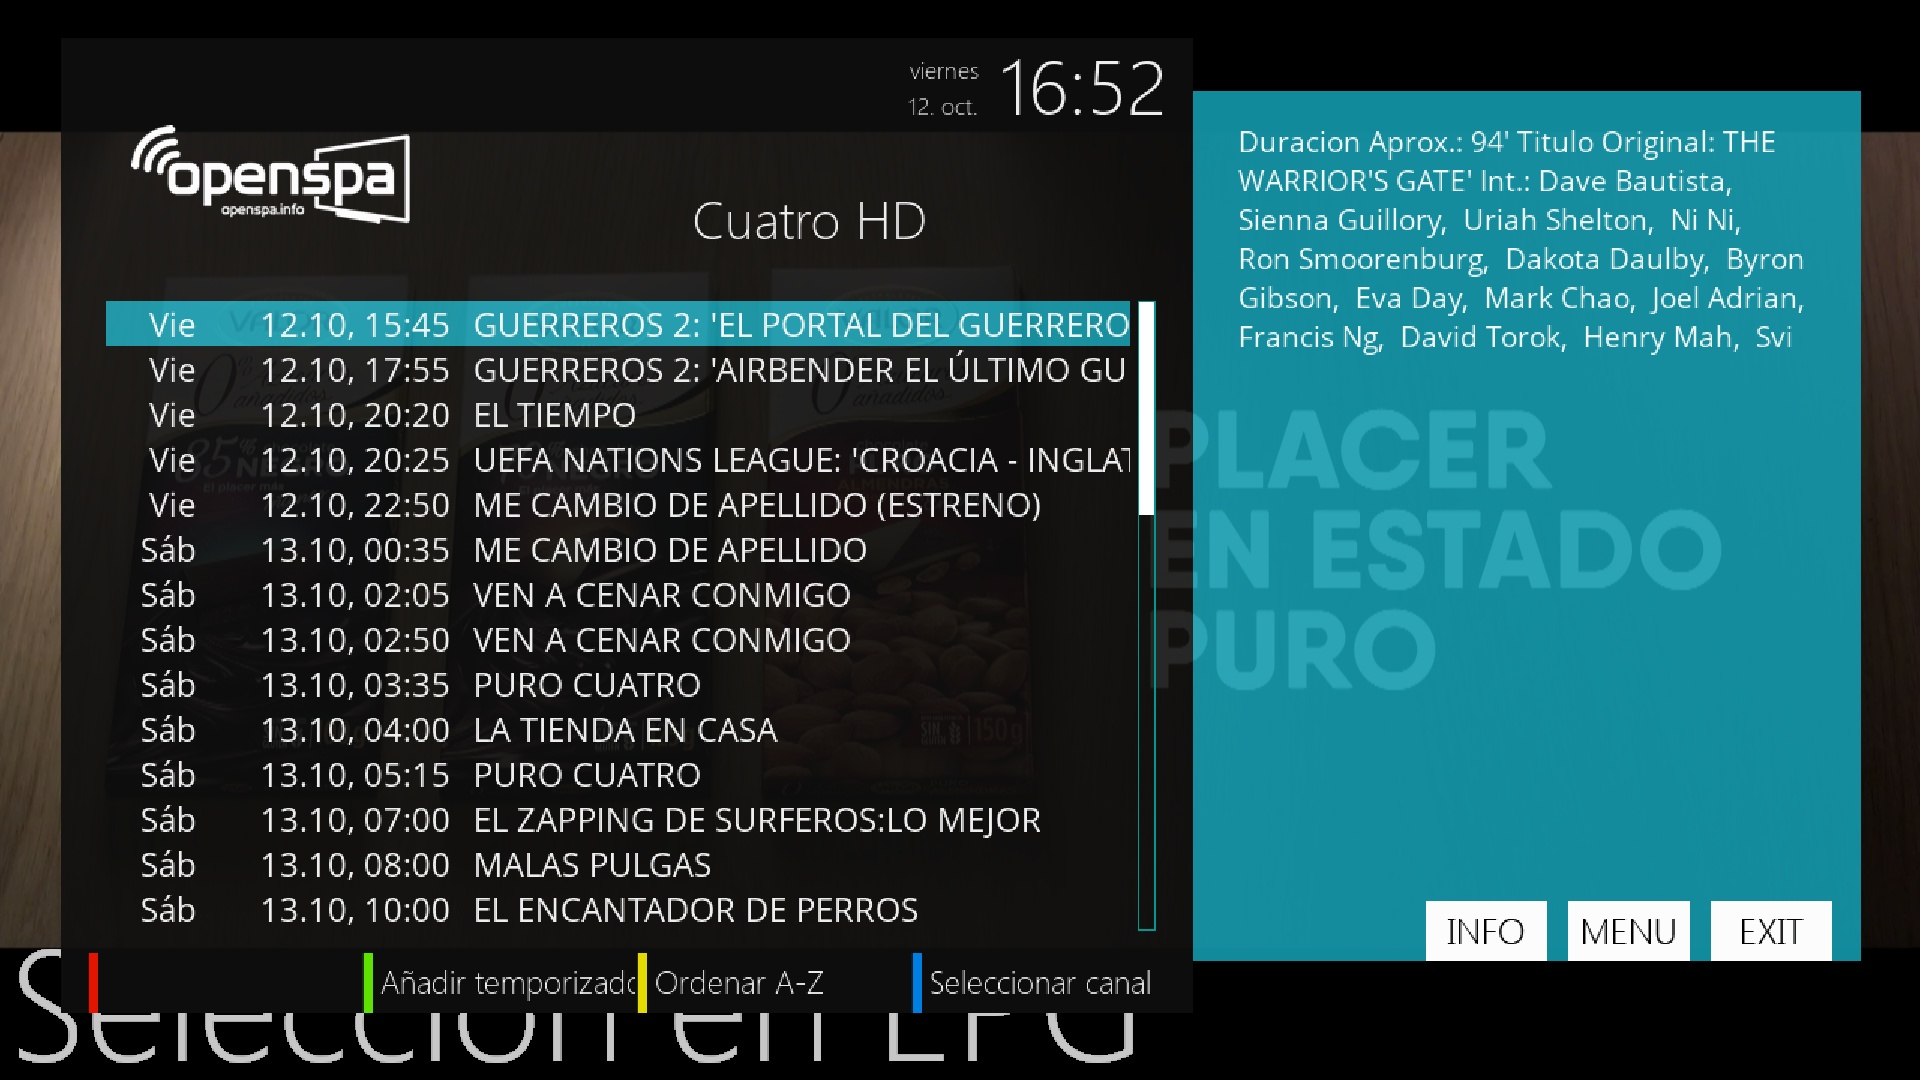 viernes
12. oct.
16:52
openspa
openspa.info
Cuatro HD
Vie 12.10, 15:45 GUERREROS 2: 'EL PORTAL DEL GUERRERO
Vie 12.10, 17:55 GUERREROS 2: 'AIRBENDER EL ÚLTIMO GU
Vie 12.10, 20:20 EL TIEMPO
Vie 12.10, 20:25 UEFA NATIONS LEAGUE: 'CROACIA - INGLAT
Vie 12.10, 22:50 ME CAMBIO DE APELLIDO (ESTRENO)
Sáb 13.10, 00:35 ME CAMBIO DE APELLIDO
Sáb 13.10, 02:05 VEN A CENAR CONMIGO
Sáb 13.10, 02:50 VEN A CENAR CONMIGO
Sáb 13.10, 03:35 PURO CUATRO
Sáb 13.10, 04:00 LA TIENDA EN CASA
Sáb 13.10, 05:15 PURO CUATRO
Sáb 13.10, 07:00 EL ZAPPING DE SURFEROS:LO MEJOR
Sáb 13.10, 08:00 MALAS PULGAS
Sáb 13.10, 10:00 EL ENCANTADOR DE PERROS
Duracion Aprox.: 94' Titulo Original: THE
WARRIOR'S GATE' Int.: Dave Bautista,
Sienna Guillory, Uriah Shelton, Ni Ni,
Ron Smoorenburg, Dakota Daulby, Byron
Gibson, Eva Day, Mark Chao, Joel Adrian,
Francis Ng, David Torok, Henry Mah, Svi
PLACER
EN ESTADO
PURO
INFO MENU EXIT
Añadir temporizado Ordenar A-Z Seleccionar canal
Selección en EPG